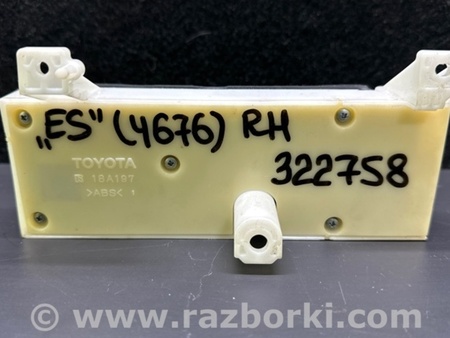 „ES" (4676) RH
322758
TOYOTA
18A197
>ABS< 1
www.razborki.com